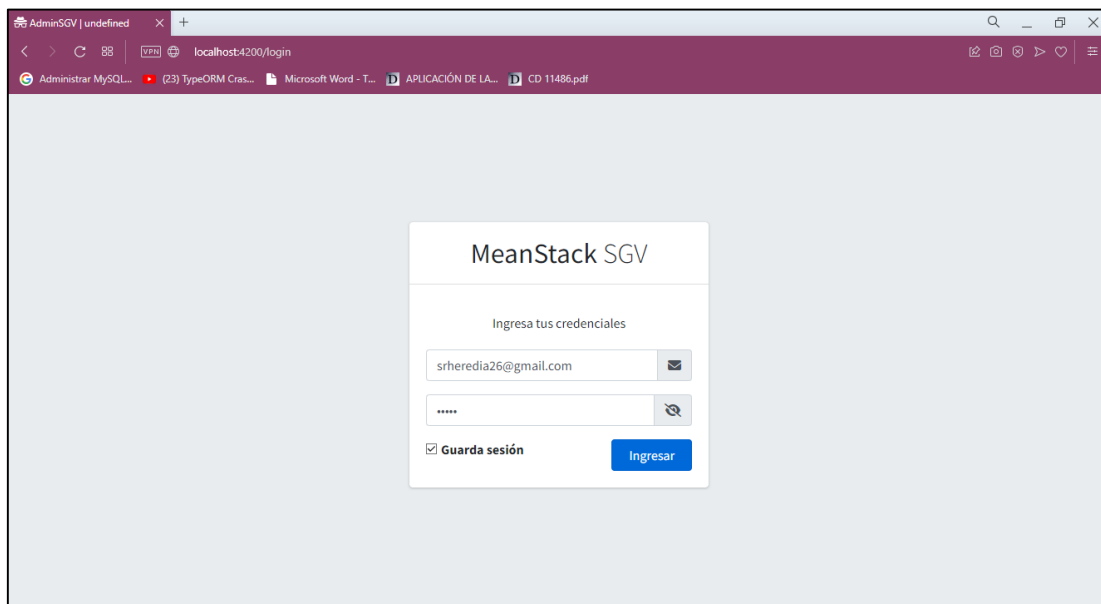 AdminSGV | undefined
VPN localhost:4200/login
Administrar MySQL... (23) TypeORM Cras... Microsoft Word - T... APLICACIÓN DE LA... CD 11486.pdf
MeanStack SGV
Ingresa tus credenciales
srheredia26@gmail.com
•••••
Guarda sesión
Ingresar